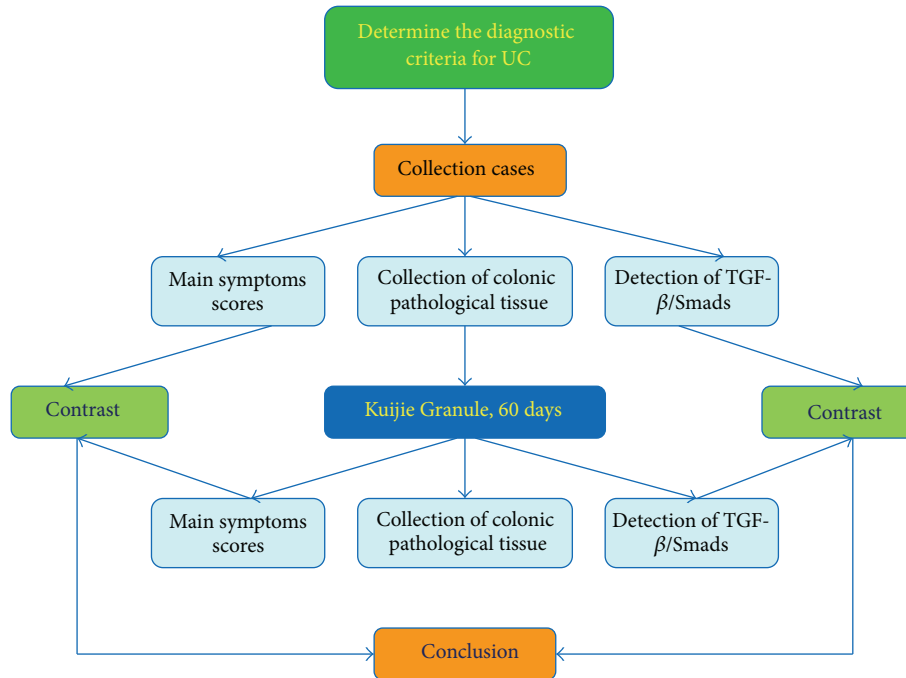 Determine the diagnostic
criteria for UC
Collection cases
Main symptoms
scores
Collection of colonic
pathological tissue
Detection of TGF-
β/Smads
Contrast
Kuijie Granule, 60 days
Contrast
Main symptoms
scores
Collection of colonic
pathological tissue
Detection of TGF-
β/Smads
Conclusion